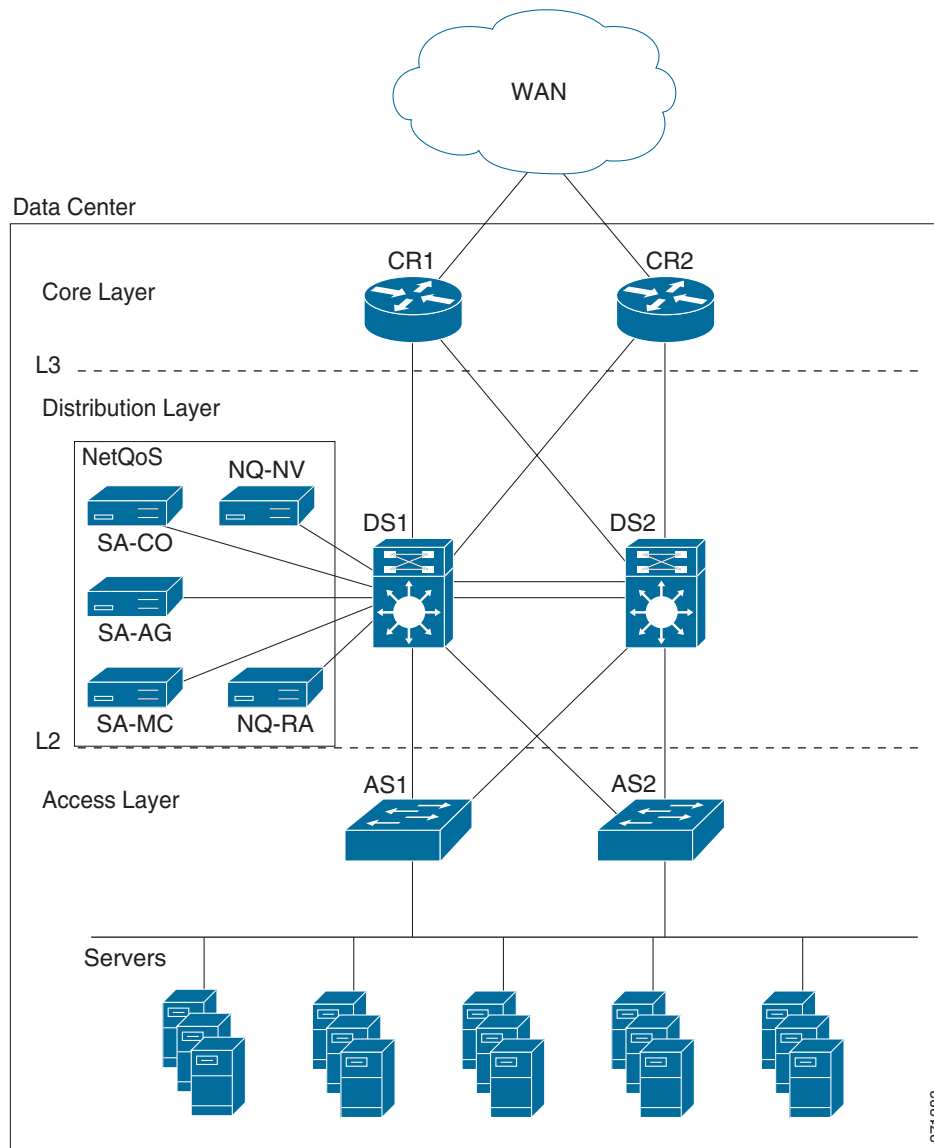 WAN
Data Center
CR1
CR2
Core Layer
L3
Distribution Layer
NetQoS
NQ-NV
DS1
DS2
SA-CO
SA-AG
SA-MC
NQ-RA
L2
AS1
AS2
Access Layer
Servers